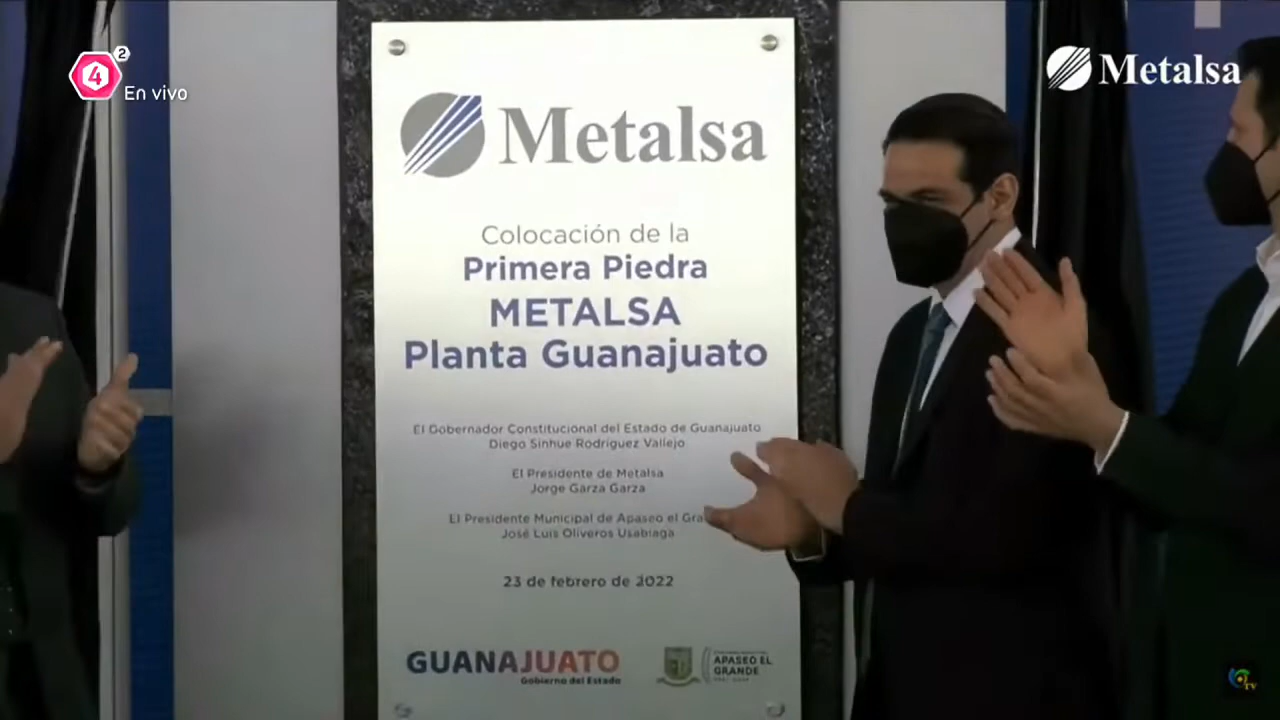 4 2
En vivo
Metalsa
Metalsa
Colocación de la
Primera Piedra
METALSA
Planta Guanajuato
El Gobernador Constitucional del Estado de Guanajuato
Diego Sinhue Rodríguez Vallejo
El Presidente de Metalsa
Jorge Garza Garza
El Presidente Municipal de Apaseo el Gra
José Luis Oliveros Usabiaga
23 de febrero de 2022
GUANAJUATO
Gobierno del Estado
APASEO EL
GRANDE
tv